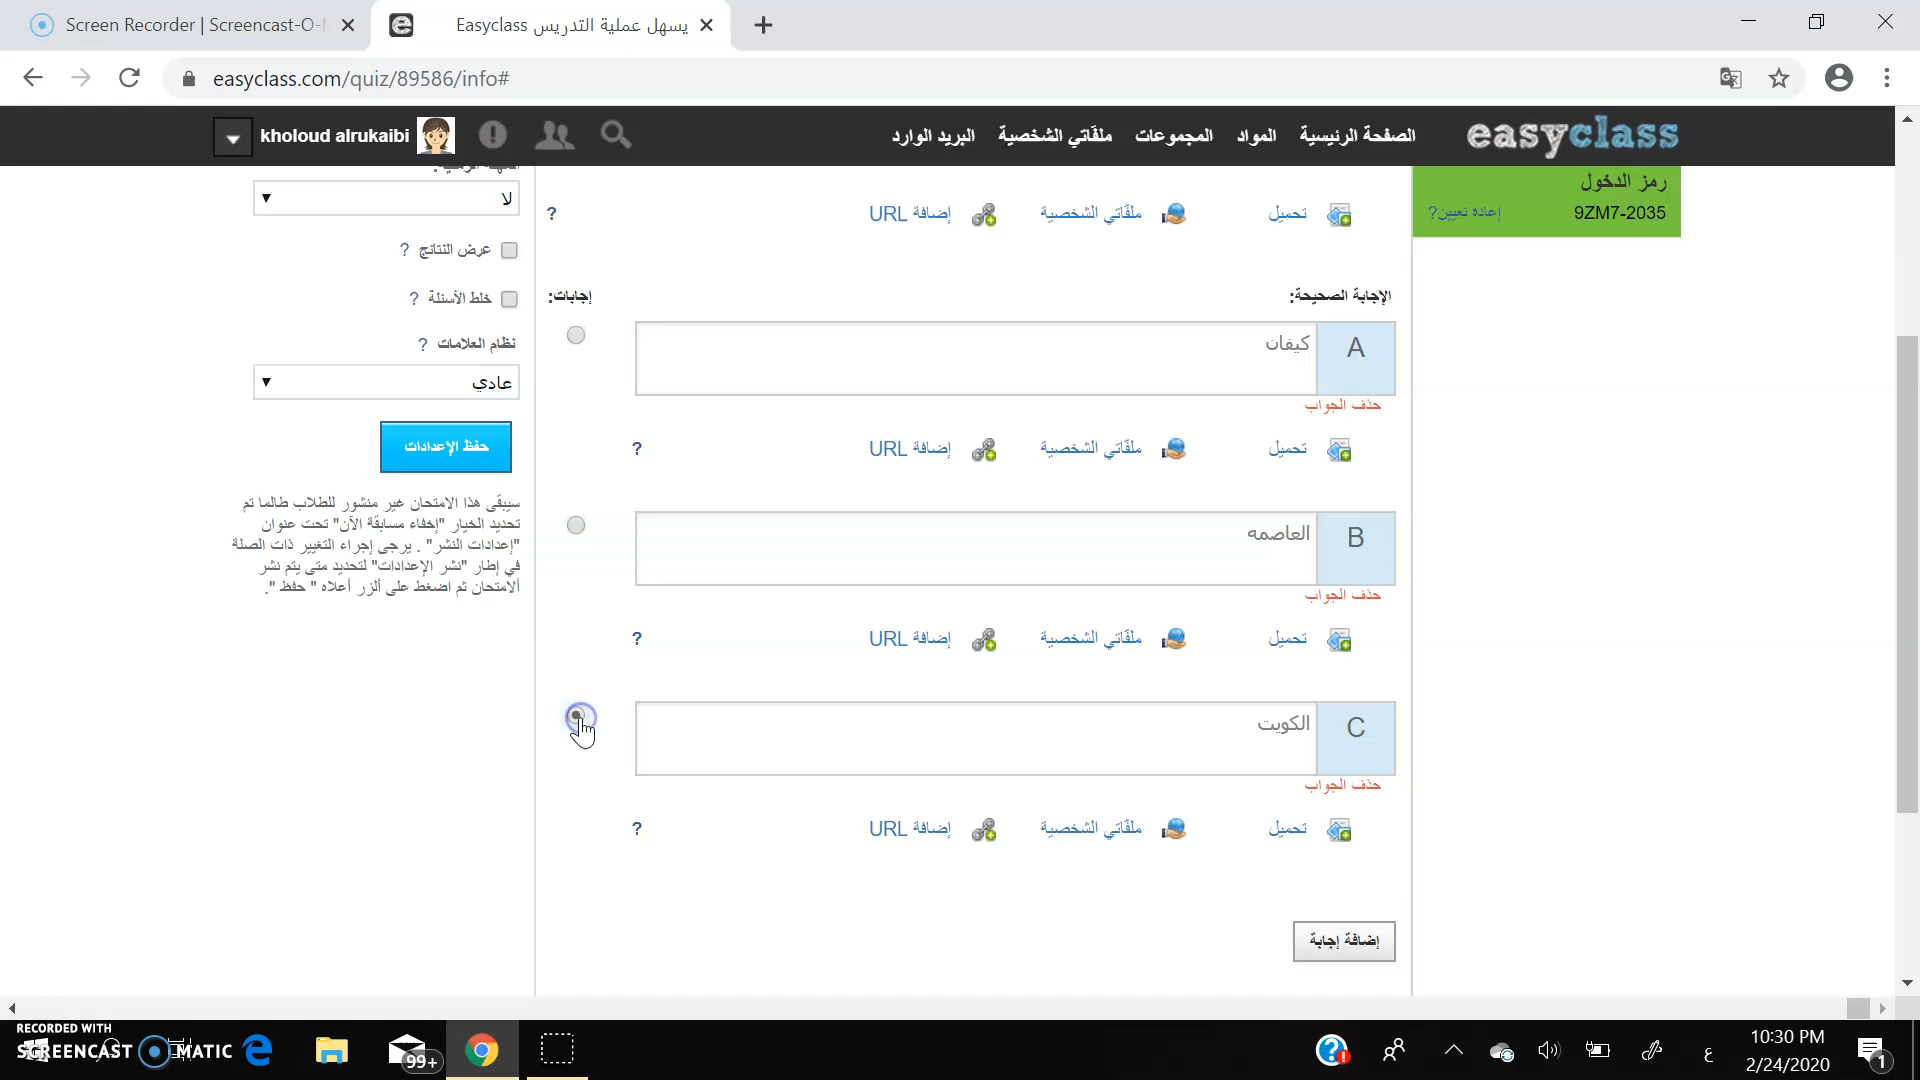 Screen Recorder | Screencast-O-
Easyclass يسهل عملية التدريس
easyclass.com/quiz/89586/info#
easyclass
الصفحة الرئيسية
المواد
المجموعات
ملفّاتي الشخصية
البريد الوارد
kholoud alrukaibi
رمز الدخول
9ZM7-2035
إعادة تعيين؟
لا
تحميل
ملفّاتي الشخصية
إضافة URL
?
عرض النتائج ?
خلط الأسئلة ?
نظام العلامات ?
عادي
حفظ الإعدادات
سيبقى هذا الامتحان غير منشور للطلاب طالما تم
تحديد الخيار "إخفاء مسابقة الآن" تحت عنوان
"إعدادات النشر" . يرجى إجراء التغيير ذات الصلة
في إطار "نشر الإعدادات" لتحديد متى يتم نشر
ألامتحان ثم اضغط على ألزر أعلاه " حفظ ".
الإجابة الصحيحة:
إجابات:
A
كيفان
حذف الجواب
تحميل
ملفّاتي الشخصية
إضافة URL
?
B
العاصمه
حذف الجواب
تحميل
ملفّاتي الشخصية
إضافة URL
?
C
الكويت
حذف الجواب
تحميل
ملفّاتي الشخصية
إضافة URL
?
إضافة إجابة
RECORDED WITH
SCREENCAST MATIC
99+
ع
10:30 PM
2/24/2020
1